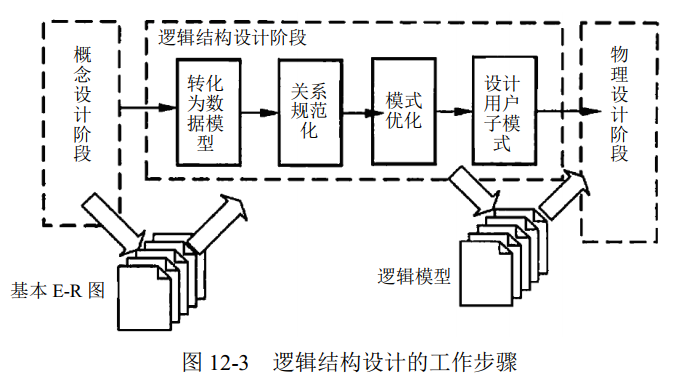 概念设计阶段
逻辑结构设计阶段
转化
为数
据模
型
关系
规范
化
模式
优化
设计
用户
子模
式
物理设计阶段
基本 E-R 图
逻辑模型
图 12-3 逻辑结构设计的工作步骤